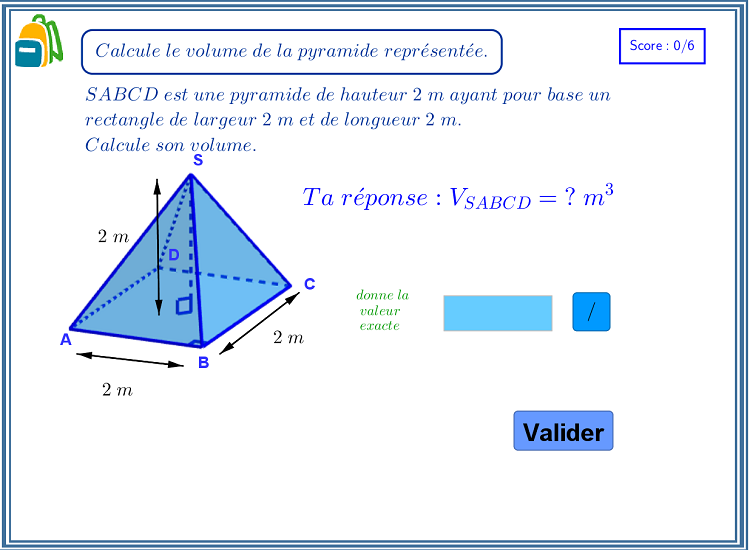 Calcule le volume de la pyramide représentée.
Score : 0/6
SABCD est une pyramide de hauteur 2 m ayant pour base un
rectangle de largeur 2 m et de longueur 2 m.
Calcule son volume.
S
Ta réponse : V_{SABCD} = ? m³
2 m
D
C
donne la
valeur
exacte
/
A
B
2 m
2 m
Valider